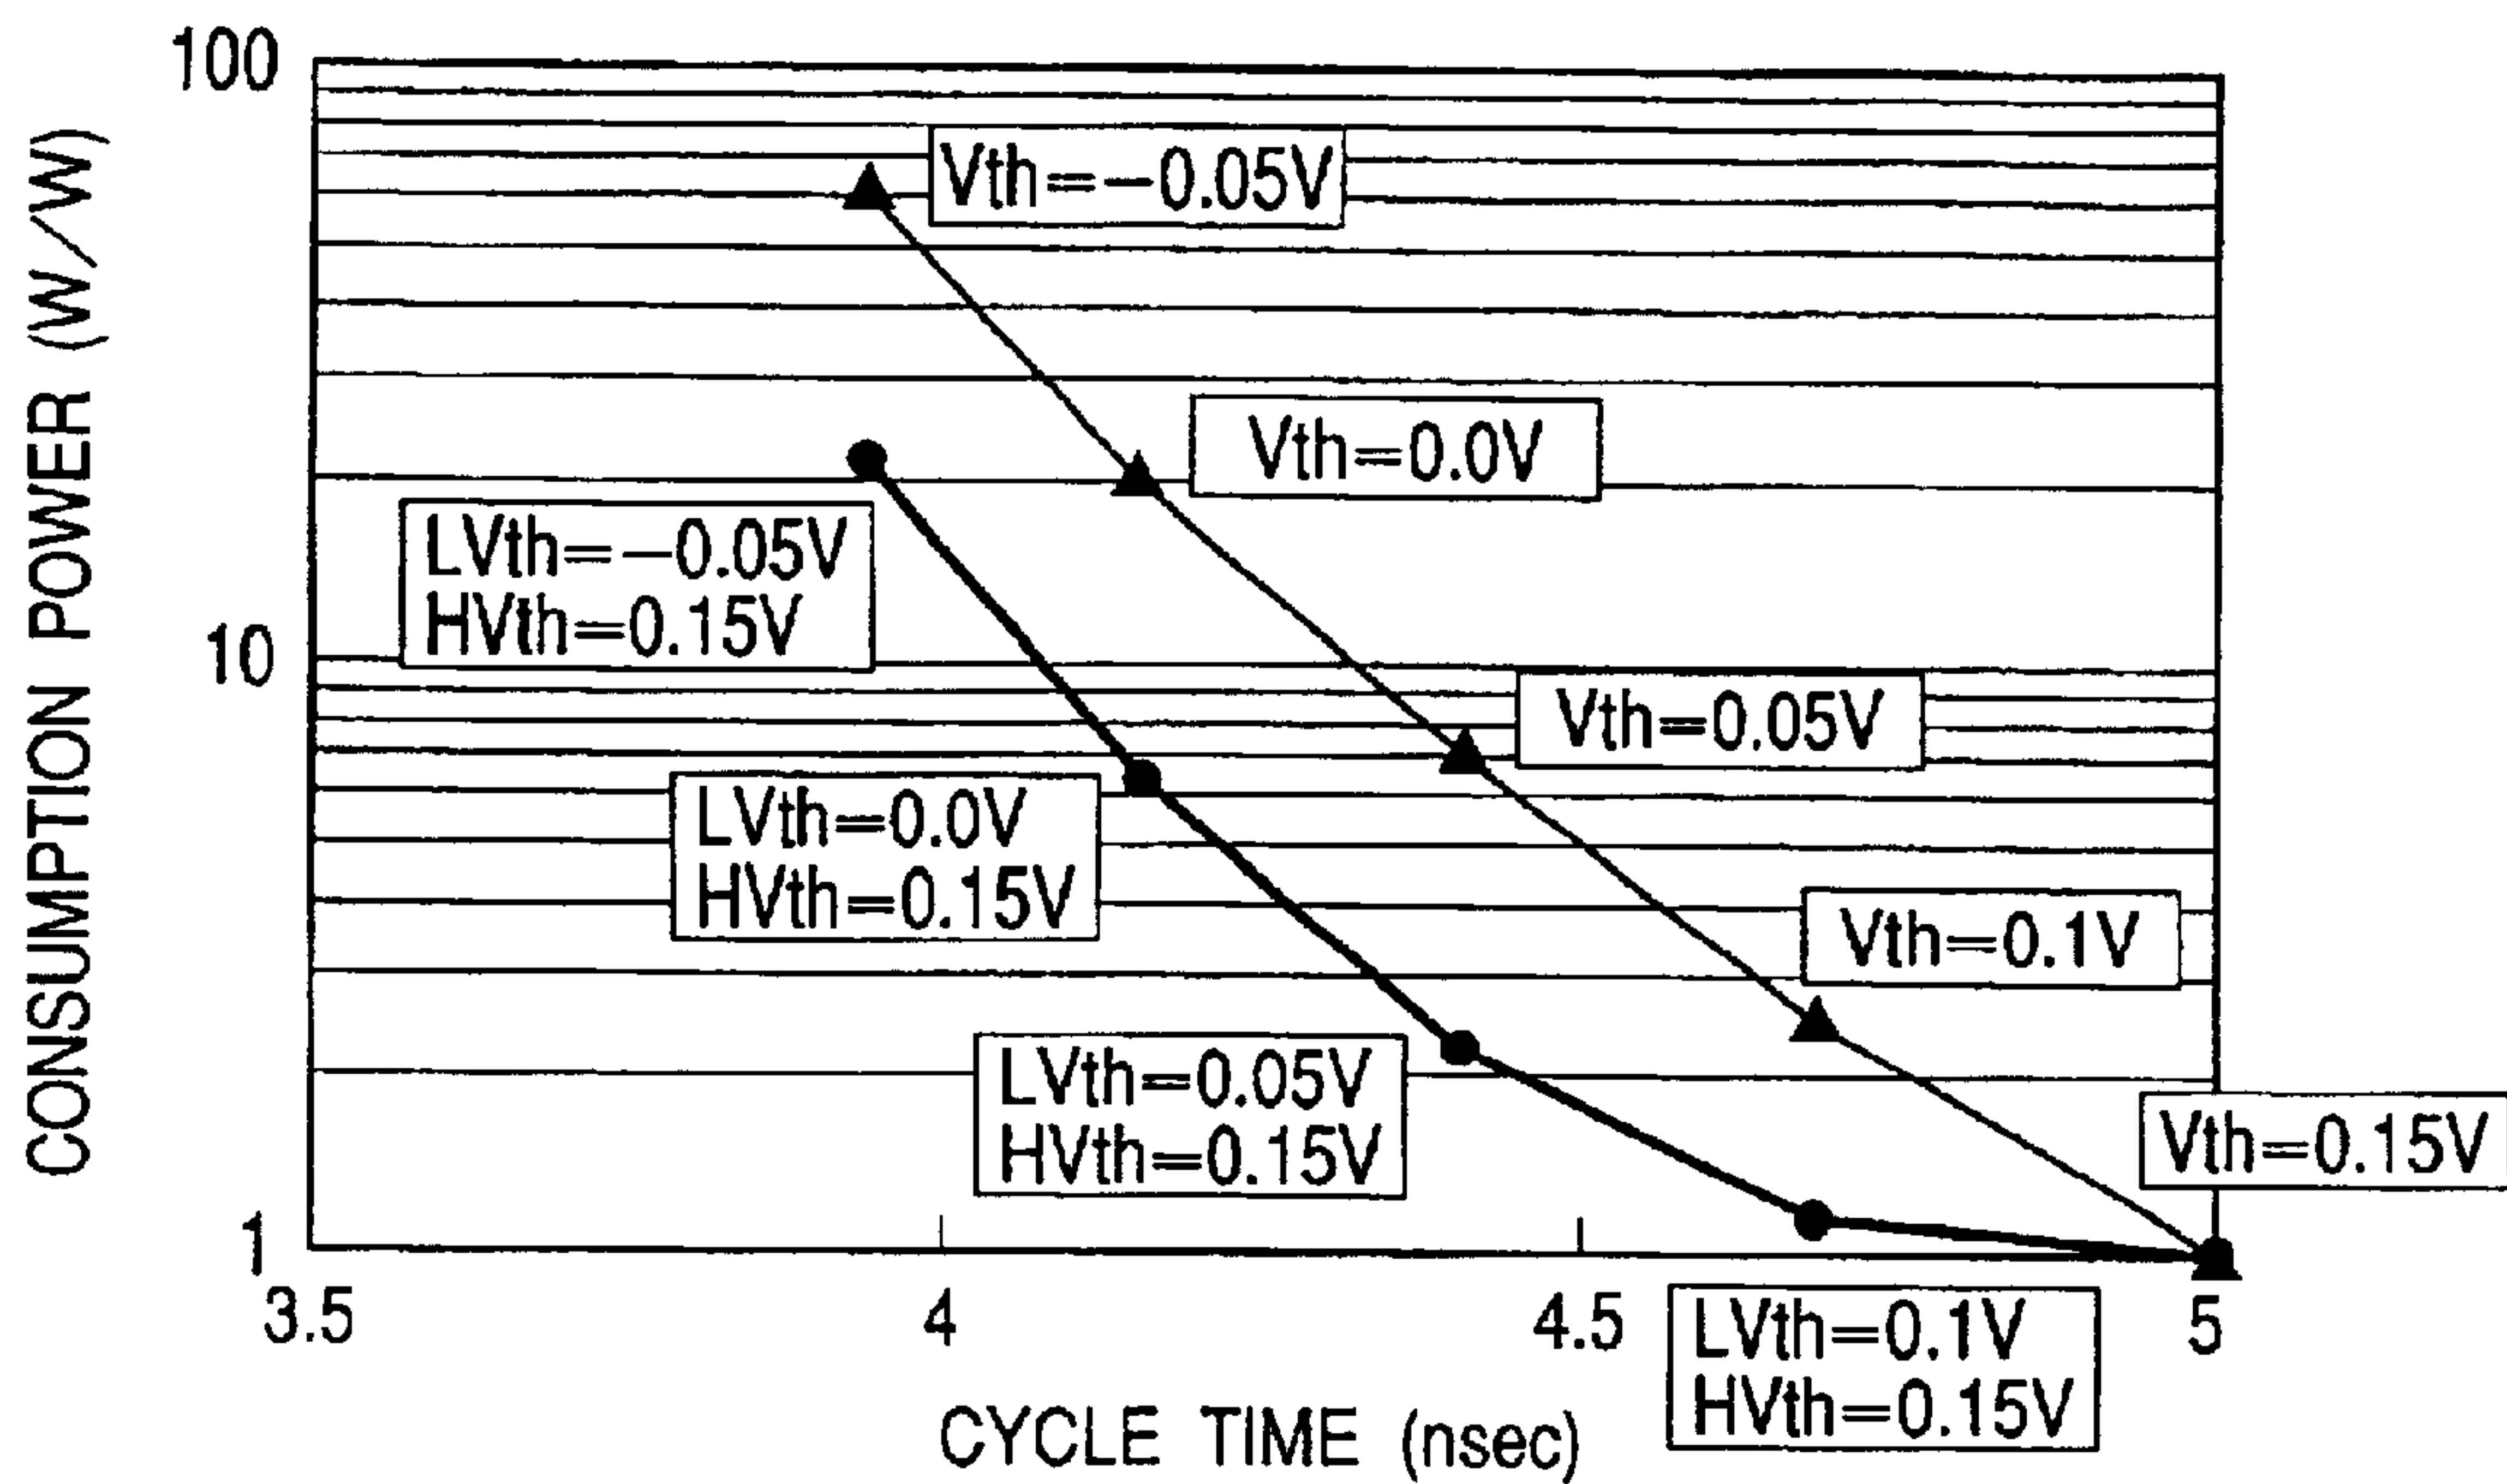 100
Vth=-0.05V
Vth=0.0V
LVth=-0.05V
HVth=0.15V
10
Vth=0.05V
LVth=0.0V
HVth=0.15V
Vth=0.1V
LVth=0.05V
HVth=0.15V
Vth=0.15V
1
3.5
4
4.5
5
LVth=0.1V
HVth=0.15V
CYCLE TIME (nsec)
CONSUMPTION POWER (W/W)